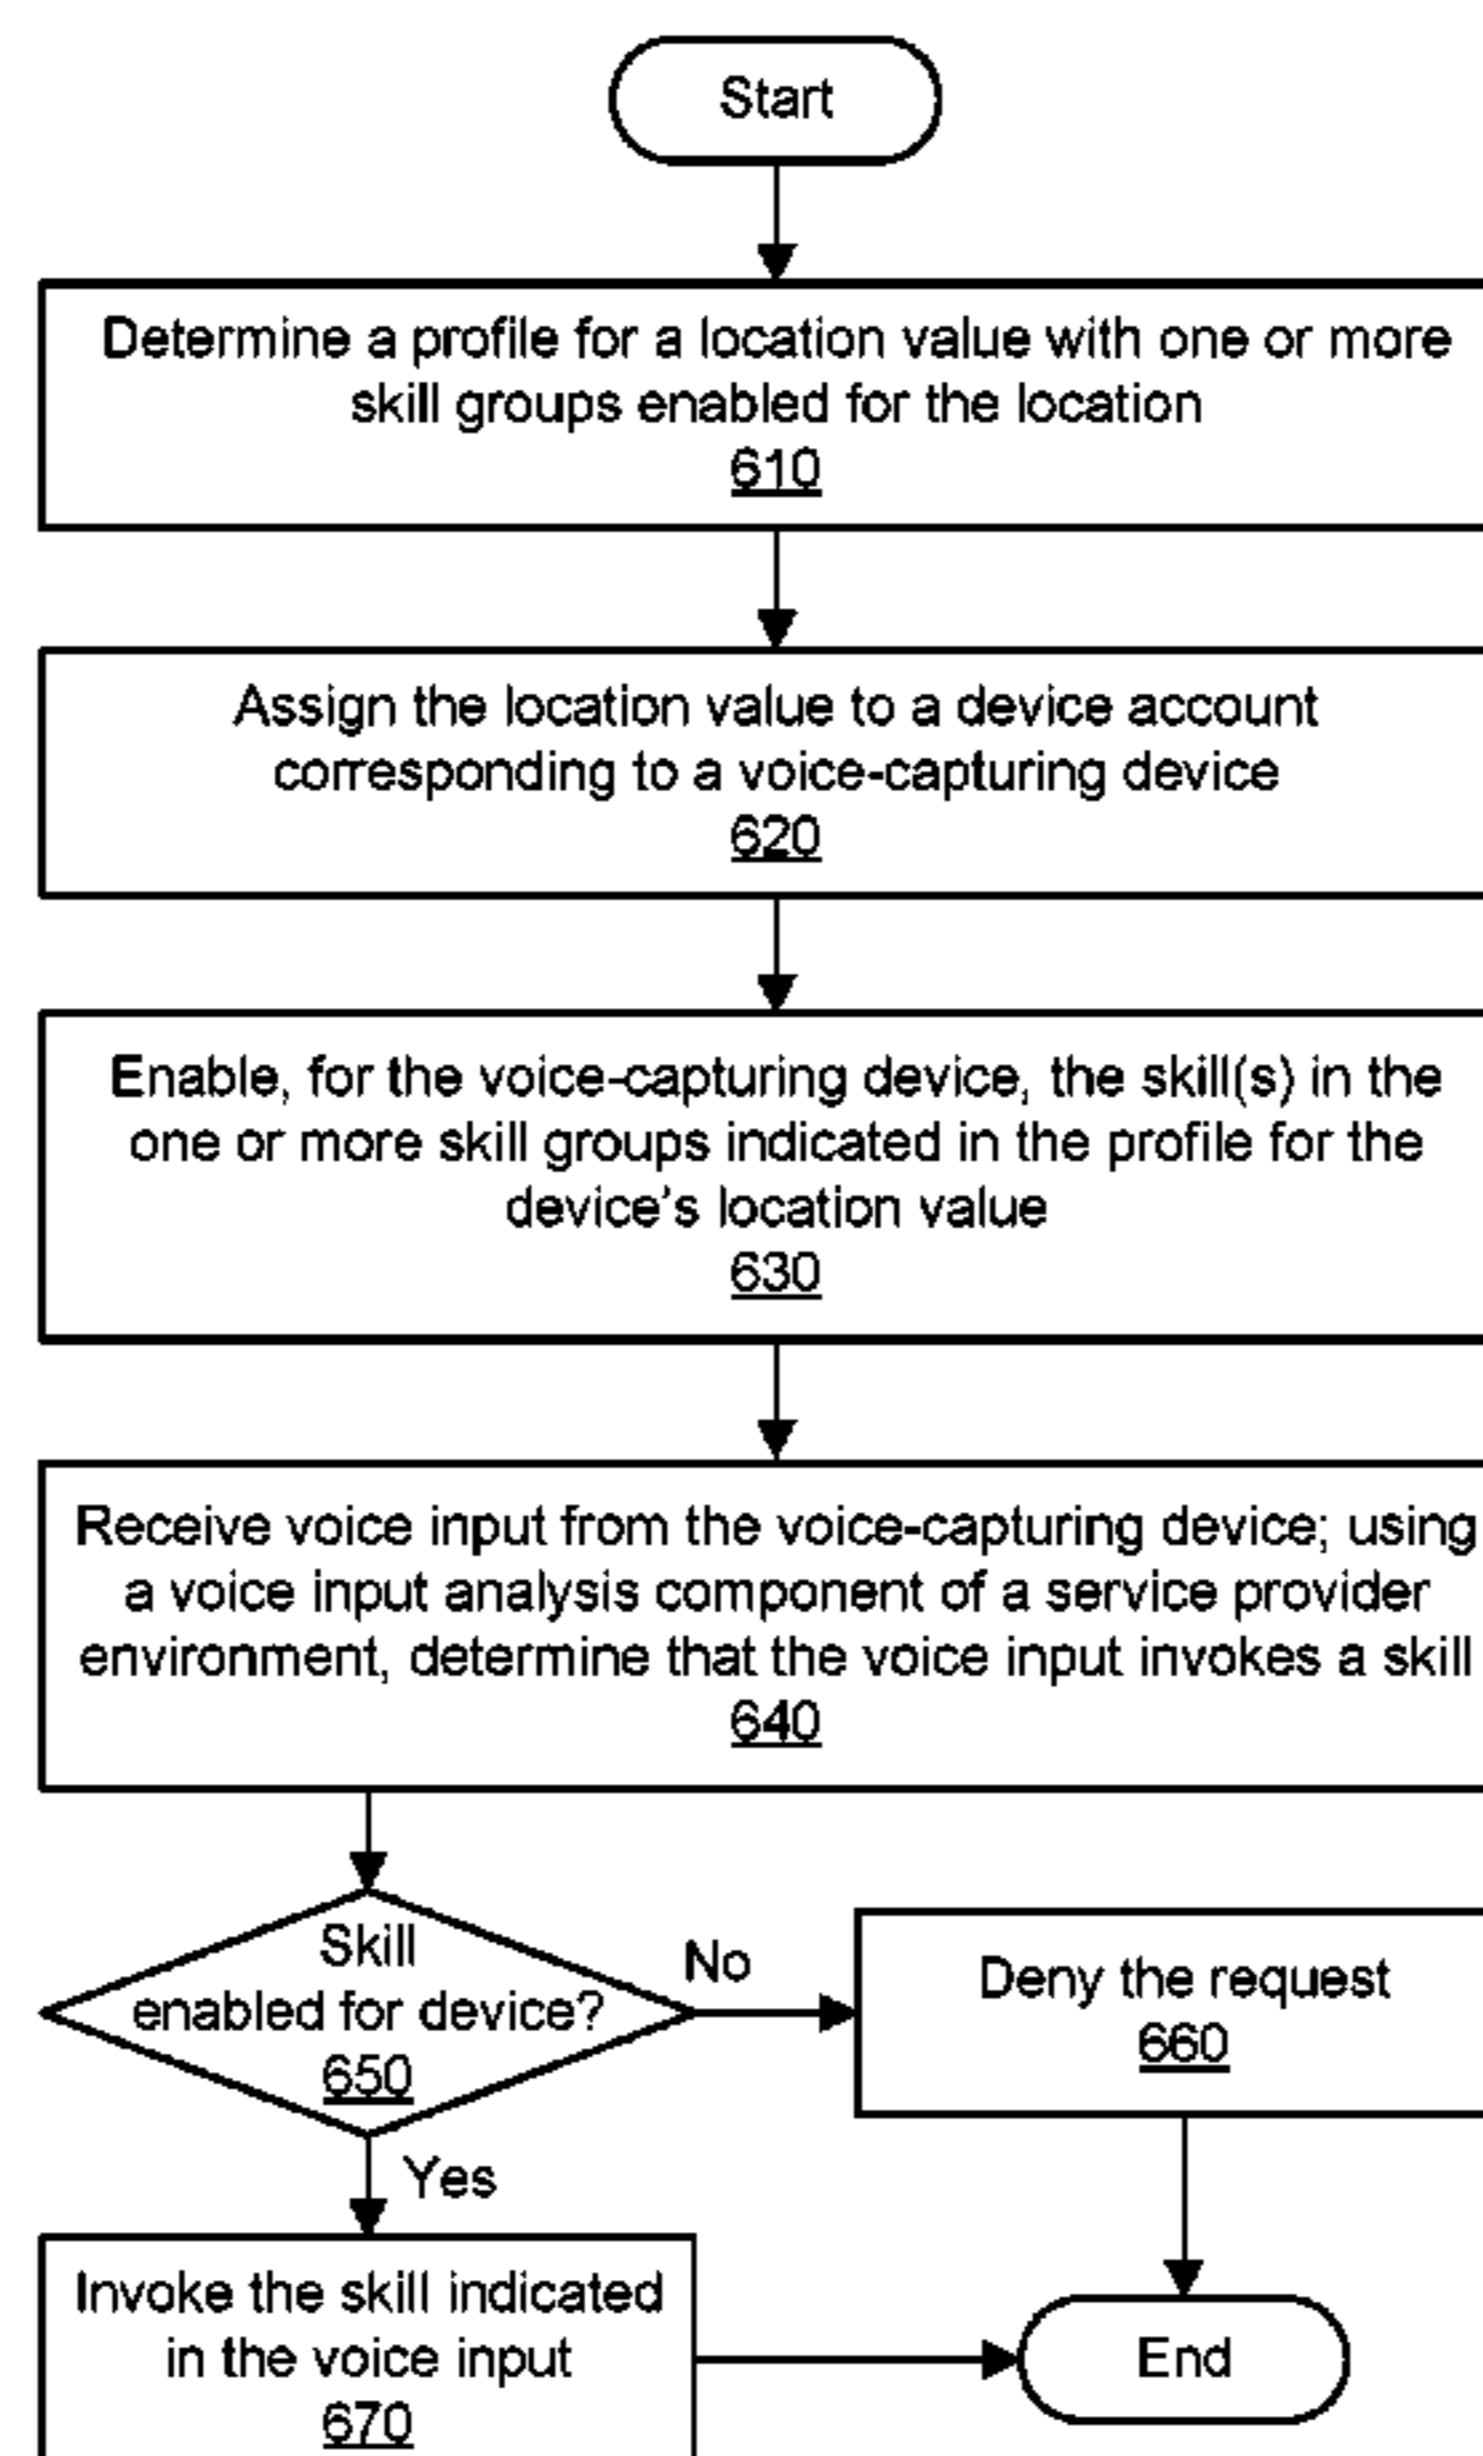 Start
Determine a profile for a location value with one or more
skill groups enabled for the location
610
Assign the location value to a device account
corresponding to a voice-capturing device
620
Enable, for the voice-capturing device, the skill(s) in the
one or more skill groups indicated in the profile for the
device's location value
630
Receive voice input from the voice-capturing device; using
a voice input analysis component of a service provider
environment, determine that the voice input invokes a skill
640
Skill
enabled for device?
650
No
Deny the request
660
Yes
Invoke the skill indicated
in the voice input
670
End